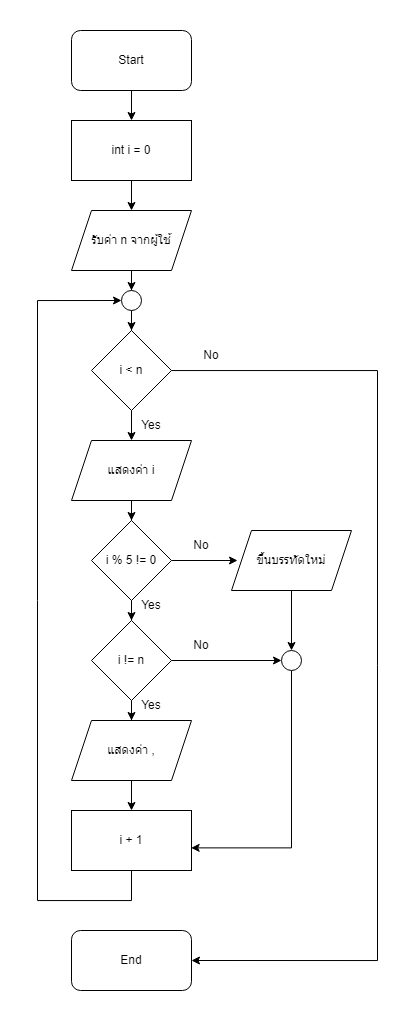 Start
int i = 0
รับค่า n จากผู้ใช้
i < n
No
Yes
แสดงค่า i
i % 5 != 0
No
ขึ้นบรรทัดใหม่
Yes
i != n
No
Yes
แสดงค่า ,
i + 1
End